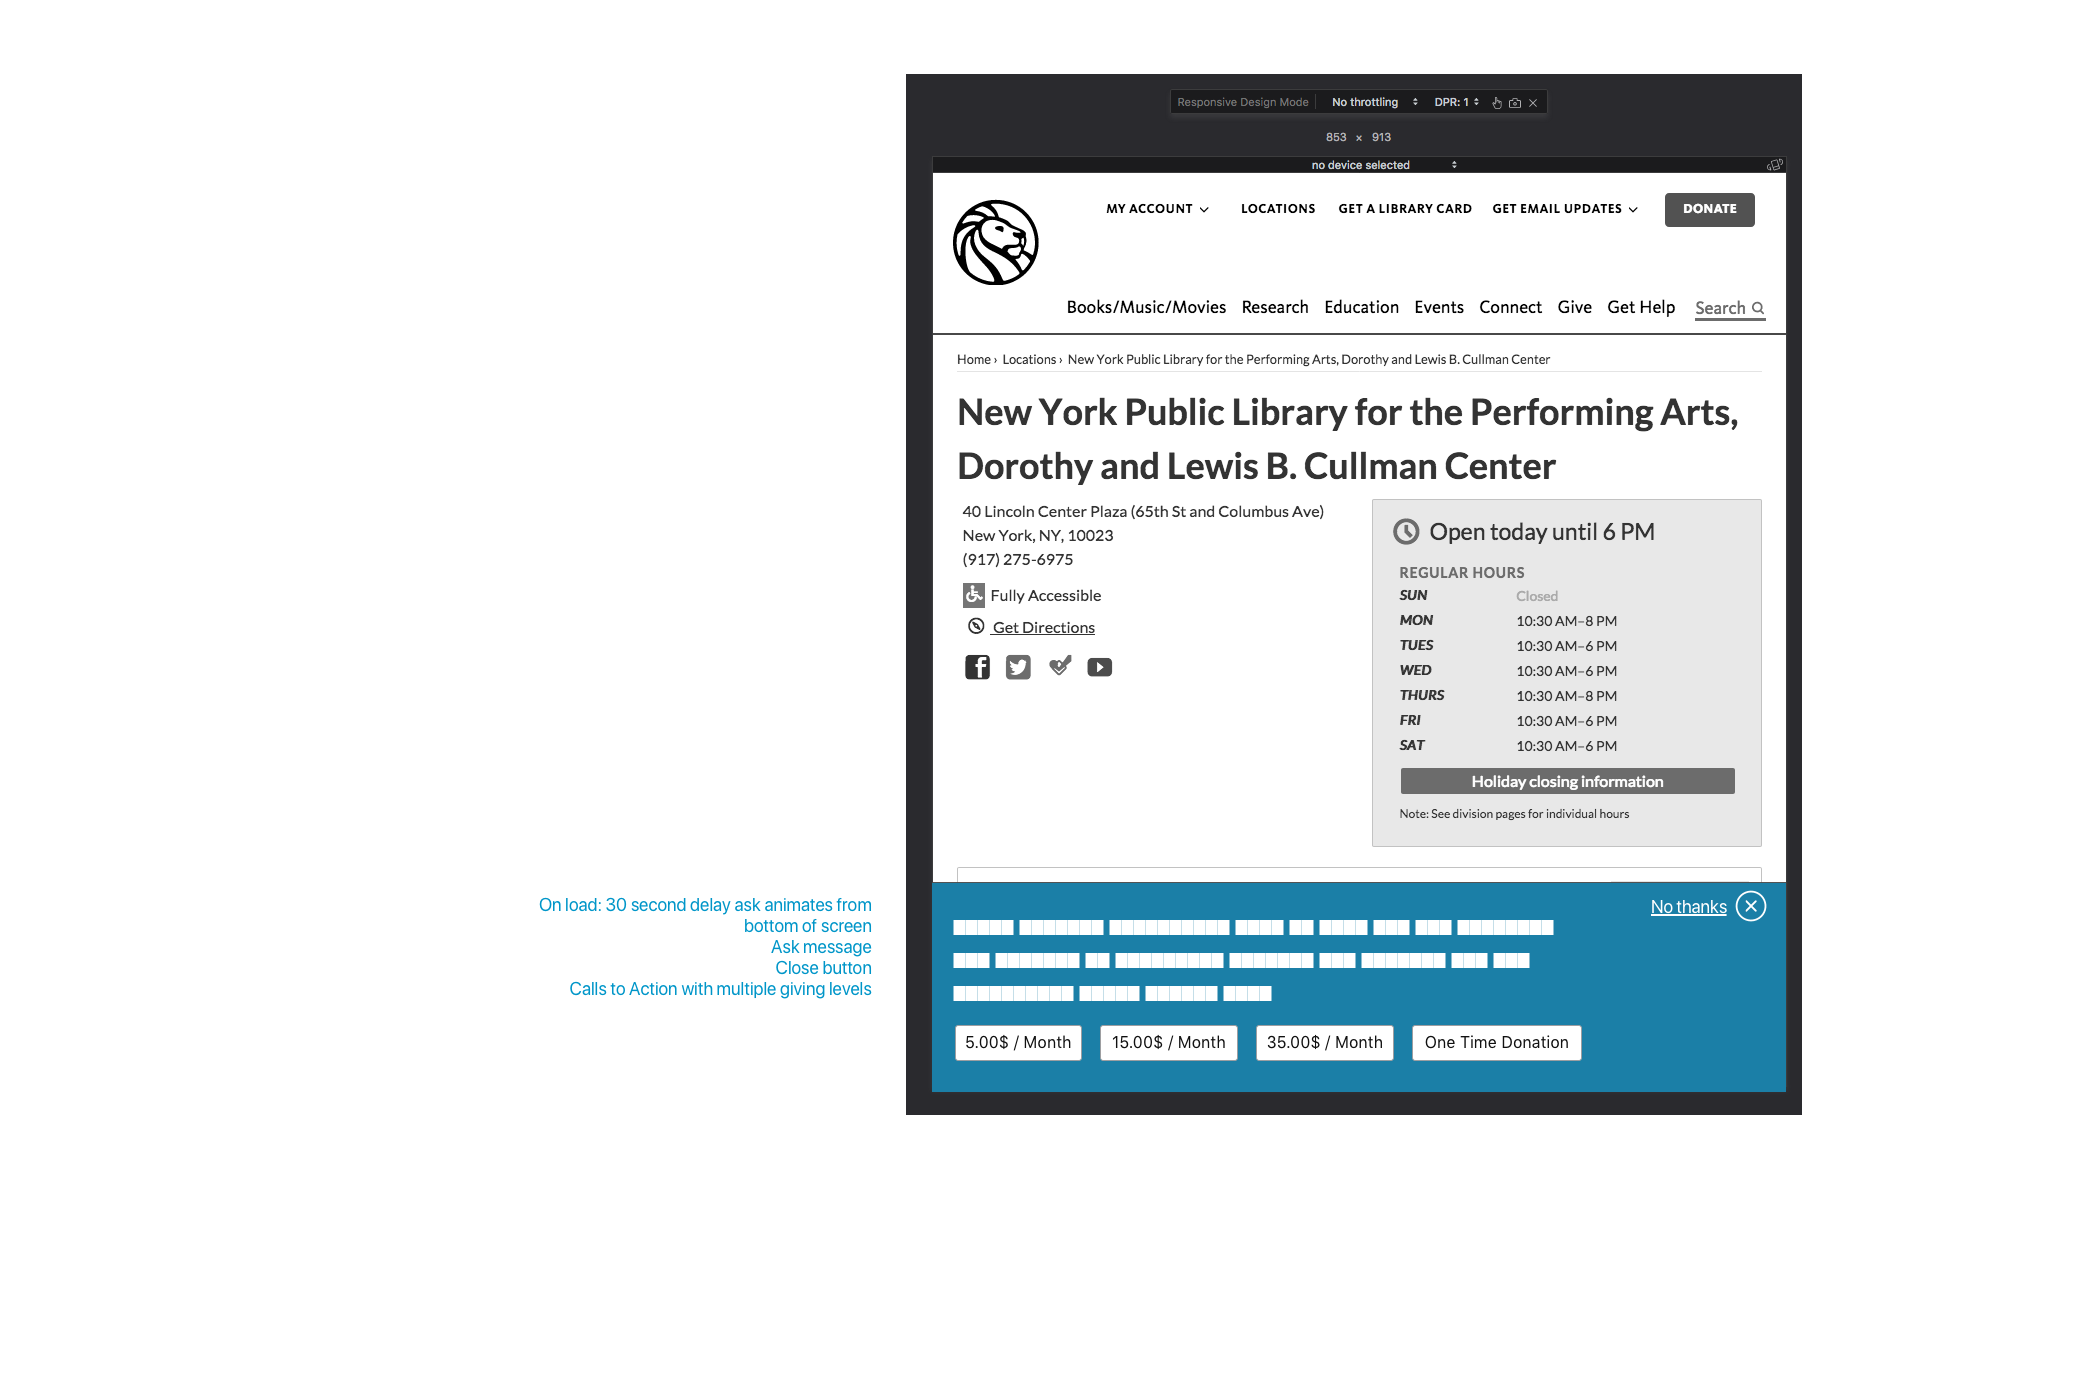 Responsive Design Mode No throttling DPR: 1
853 × 913
no device selected
MY ACCOUNT LOCATIONS GET A LIBRARY CARD GET EMAIL UPDATES DONATE
Books/Music/Movies Research Education Events Connect Give Get Help Search
Home › Locations › New York Public Library for the Performing Arts, Dorothy and Lewis B. Cullman Center
New York Public Library for the Performing Arts,
Dorothy and Lewis B. Cullman Center
40 Lincoln Center Plaza (65th St and Columbus Ave)
New York, NY, 10023
(917) 275-6975
Fully Accessible
Get Directions
Open today until 6 PM
REGULAR HOURS
SUN Closed
MON 10:30 AM–8 PM
TUES 10:30 AM–6 PM
WED 10:30 AM–6 PM
THURS 10:30 AM–8 PM
FRI 10:30 AM–6 PM
SAT 10:30 AM–6 PM
Holiday closing information
Note: See division pages for individual hours
On load: 30 second delay ask animates from
bottom of screen
Ask message
Close button
Calls to Action with multiple giving levels
No thanks
5.00$ / Month 15.00$ / Month 35.00$ / Month One Time Donation